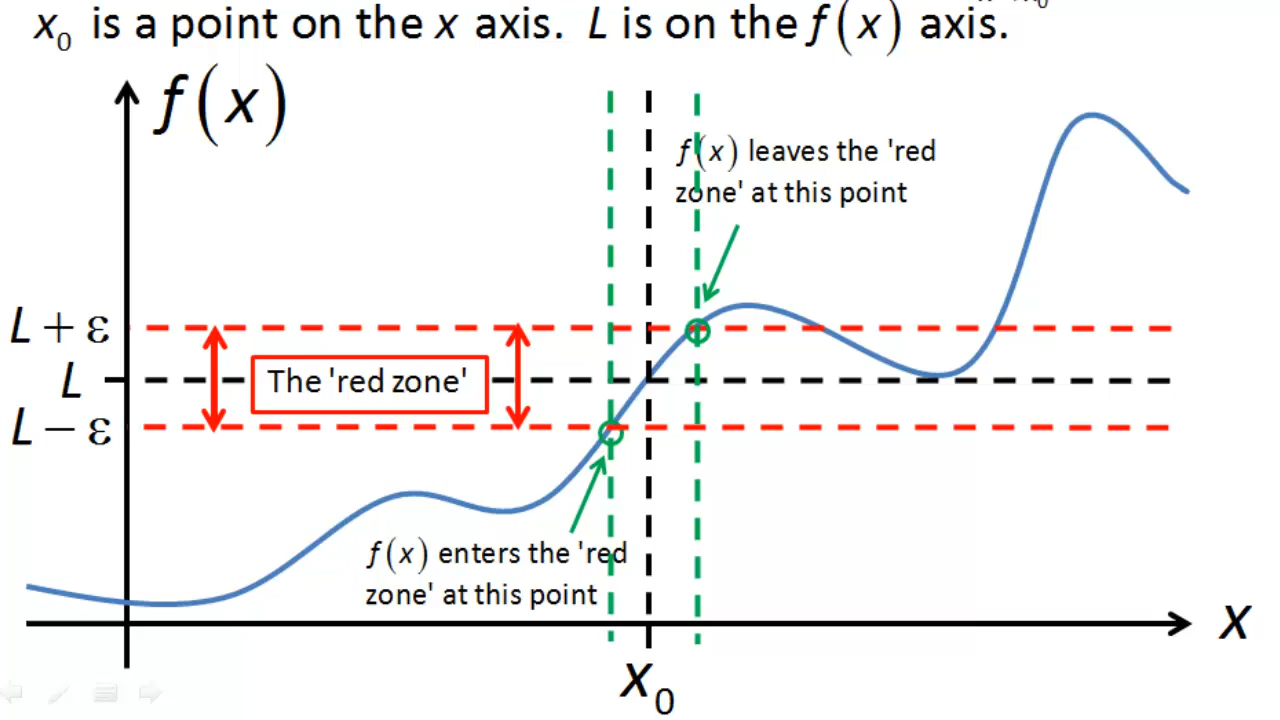 x₀ is a point on the x axis. L is on the f(x) axis.
f(x)
f(x) leaves the 'red
zone' at this point
L + ε
L
The 'red zone'
L − ε
f(x) enters the 'red
zone' at this point
x
x₀